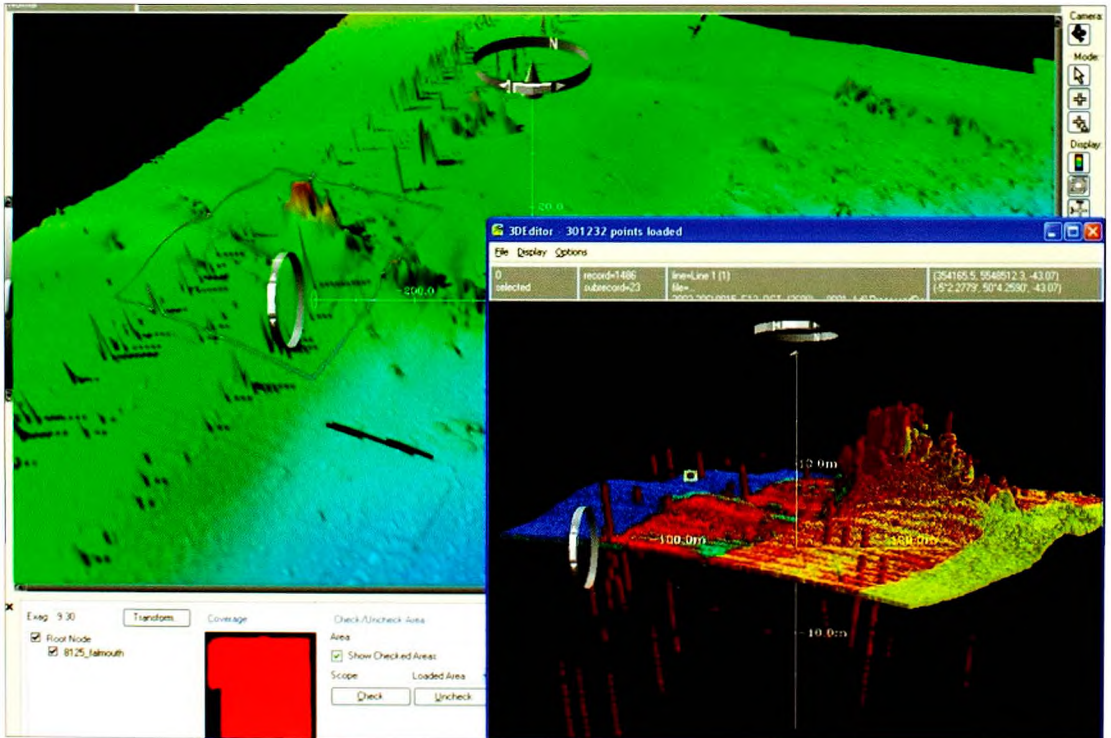 Camera:
N
Mode:
Display:
-20.0
-200.0
3DEditor - 301232 points loaded
File Display Options
0 selected
record=1486
subrecord=23
line=Line 1 (1)
file=..
(354165.5, 5548512.3, -43.07)
(-5°2.2779', 50°4.2590', -43.07)
10.0m
100.0m
100.0m
-10.0m
Exag: 9.30
Transform
Coverage
Check/Uncheck Area
Root Node
Area
8125_falmouth
Show Checked Areas
Scope
Loaded Area
Check
Uncheck